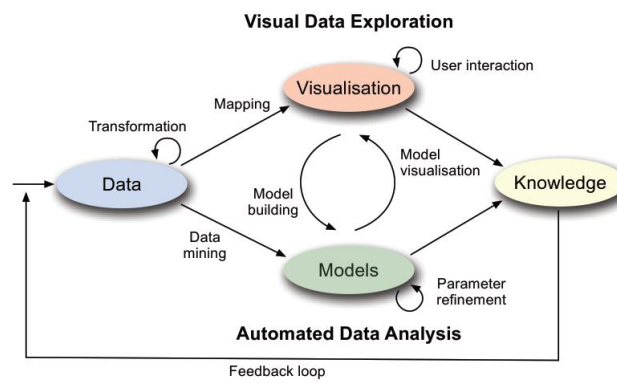 Visual Data Exploration
User interaction
Visualisation
Mapping
Transformation
Model
visualisation
Data
Knowledge
Model
building
Data
mining
Models
Parameter
refinement
Automated Data Analysis
Feedback loop